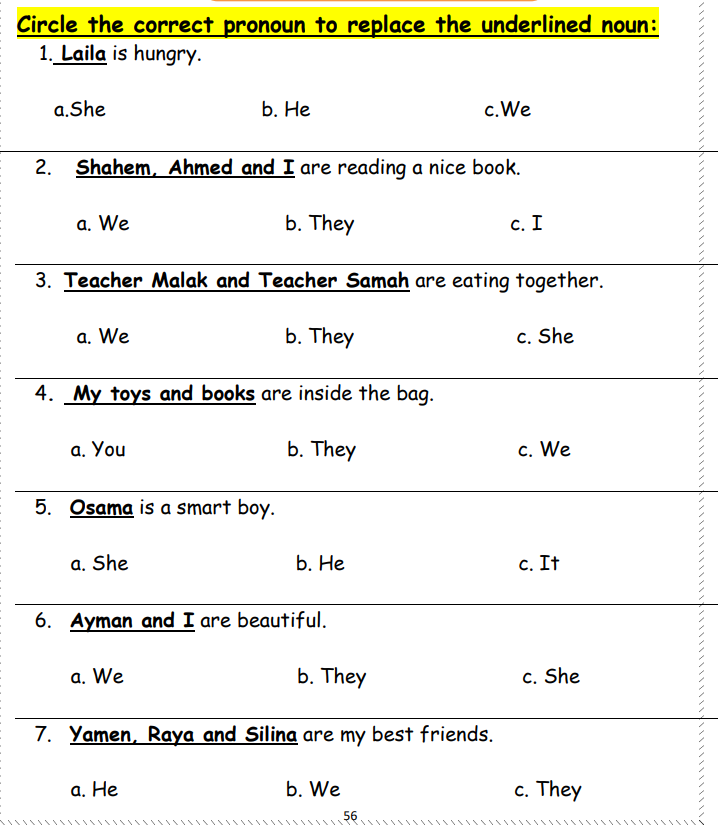 Circle the correct pronoun to replace the underlined noun:
1. Laila is hungry.
a.She b. He c.We
2. Shahem, Ahmed and I are reading a nice book.
a. We b. They c. I
3. Teacher Malak and Teacher Samah are eating together.
a. We b. They c. She
4. My toys and books are inside the bag.
a. You b. They c. We
5. Osama is a smart boy.
a. She b. He c. It
6. Ayman and I are beautiful.
a. We b. They c. She
7. Yamen, Raya and Silina are my best friends.
a. He b. We c. They
56